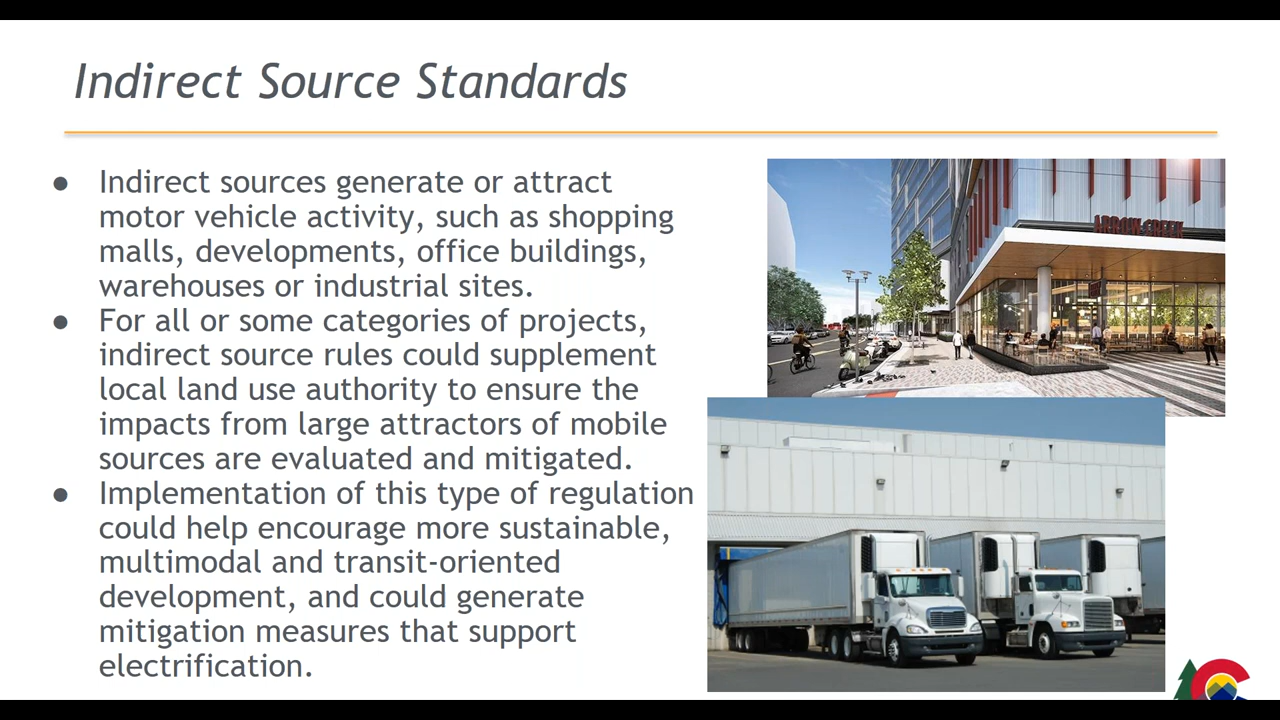 Indirect Source Standards
● Indirect sources generate or attract
motor vehicle activity, such as shopping
malls, developments, office buildings,
warehouses or industrial sites.
● For all or some categories of projects,
indirect source rules could supplement
local land use authority to ensure the
impacts from large attractors of mobile
sources are evaluated and mitigated.
● Implementation of this type of regulation
could help encourage more sustainable,
multimodal and transit-oriented
development, and could generate
mitigation measures that support
electrification.
ARROW CREEK